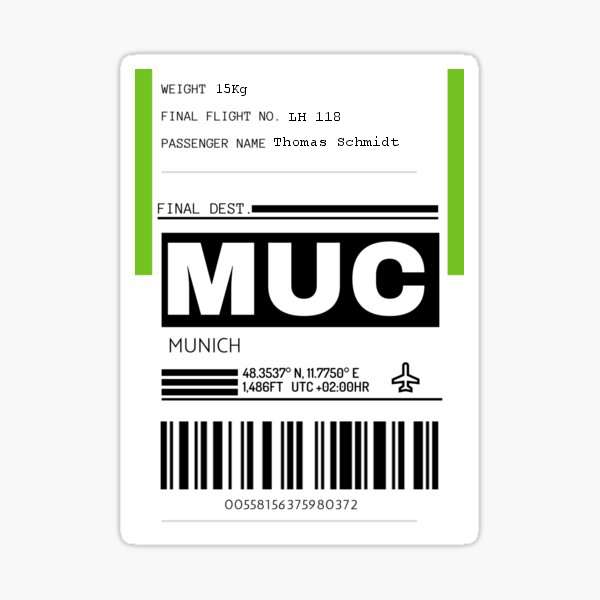 WEIGHT 15Kg
FINAL FLIGHT NO. LH 118
PASSENGER NAME Thomas Schmidt
FINAL DEST.
MUC
MUNICH
48.3537° N, 11.7750° E
1,486FT UTC +02:00HR
00558156375980372